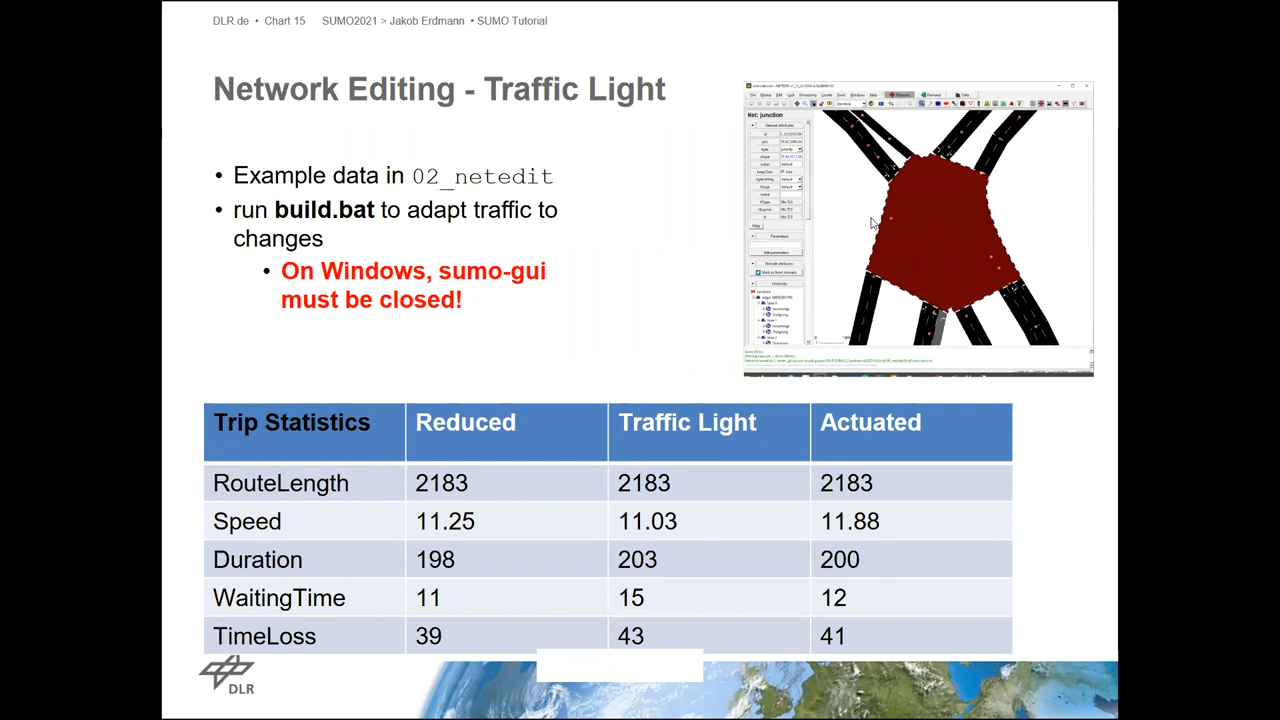 DLR.de • Chart 15 SUMO2021 > Jakob Erdmann • SUMO Tutorial
Network Editing - Traffic Light
• Example data in 02_netedit
• run build.bat to adapt traffic to
changes
• On Windows, sumo-gui
must be closed!
Net: junction
Trip Statistics Reduced Traffic Light Actuated
RouteLength 2183 2183 2183
Speed 11.25 11.03 11.88
Duration 198 203 200
WaitingTime 11 15 12
TimeLoss 39 43 41
DLR